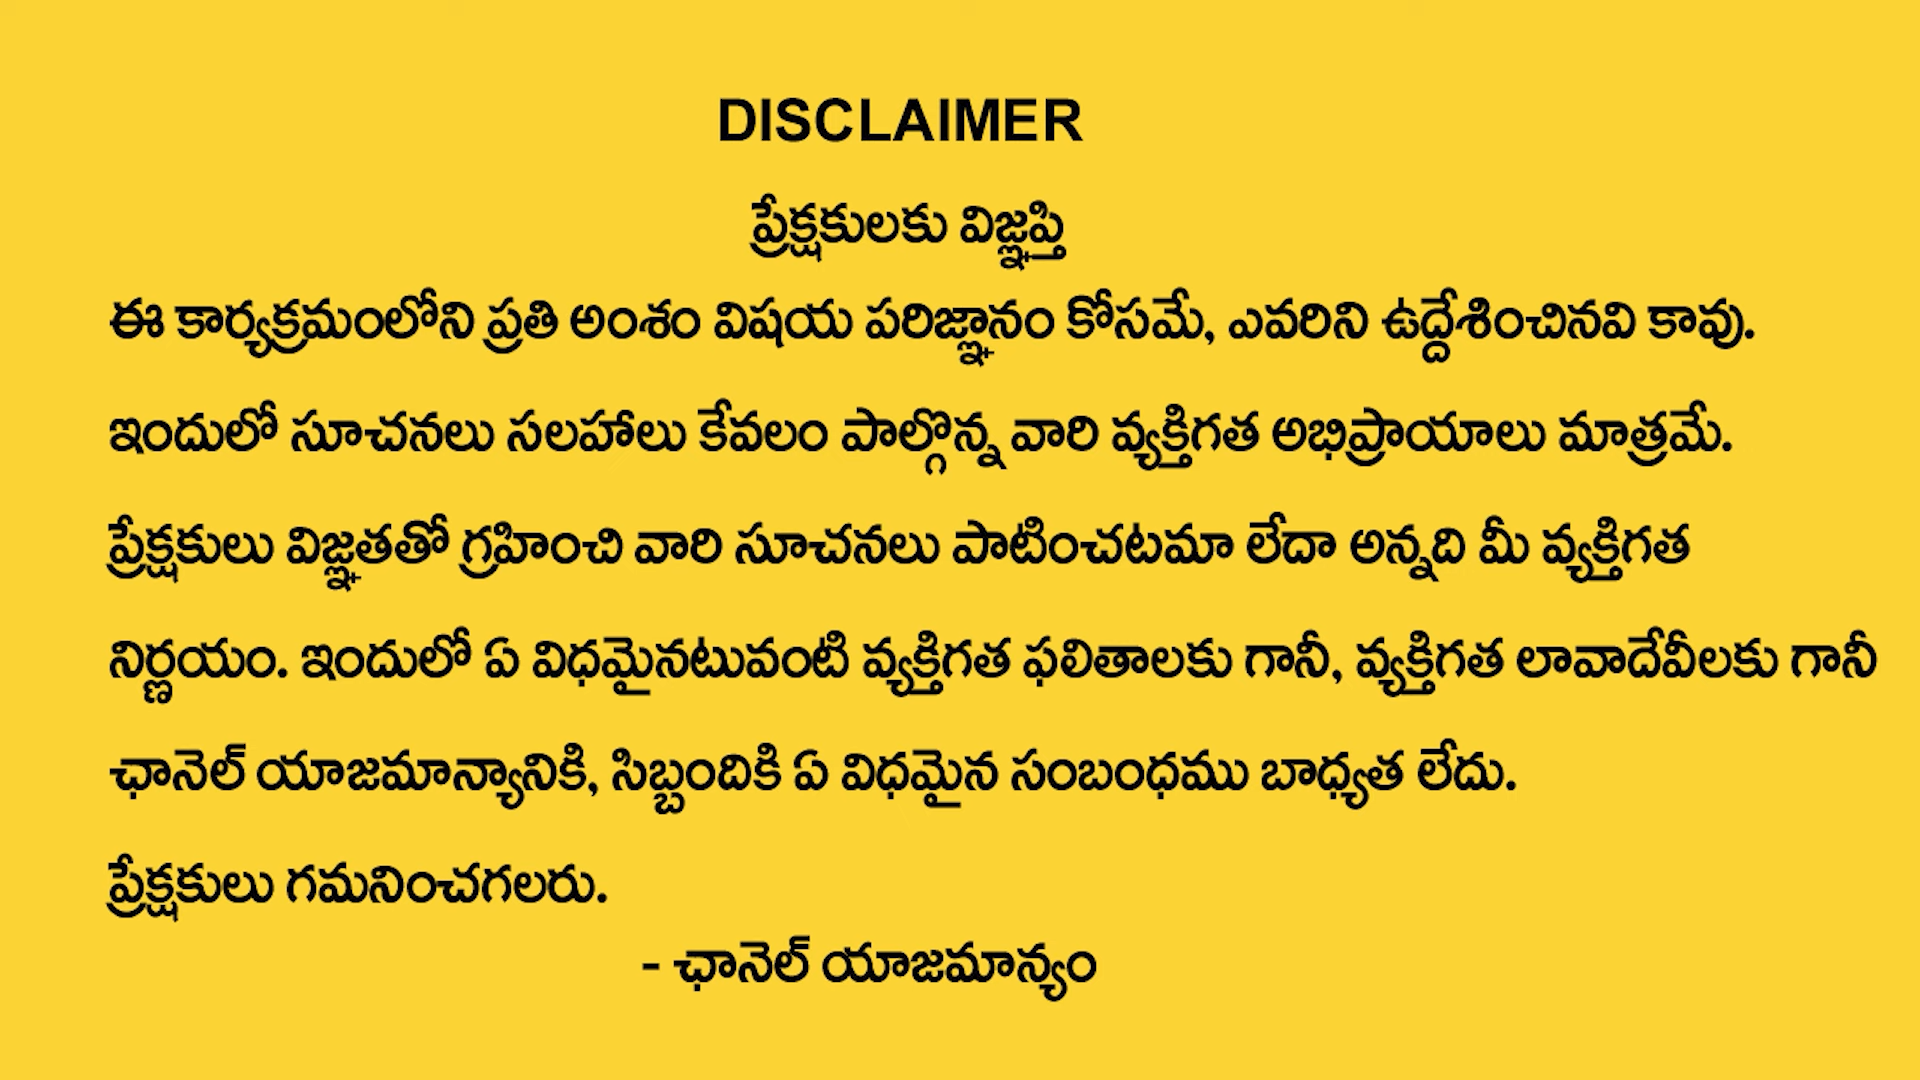 DISCLAIMER
ప్రేక్షకులకు విజ్ఞప్తి
ఈ కార్యక్రమంలోని ప్రతి అంశం విషయ పరిజ్ఞానం కోసమే, ఎవరిని ఉద్దేశించినవి కావు.
ఇందులో సూచనలు సలహాలు కేవలం పాల్గొన్న వారి వ్యక్తిగత అభిప్రాయాలు మాత్రమే.
ప్రేక్షకులు విజ్ఞతతో గ్రహించి వారి సూచనలు పాటించటమా లేదా అన్నది మీ వ్యక్తిగత
నిర్ణయం. ఇందులో ఏ విధమైనటువంటి వ్యక్తిగత ఫలితాలకు గానీ, వ్యక్తిగత లావాదేవీలకు గానీ
ఛానెల్ యాజమాన్యానికి, సిబ్బందికి ఏ విధమైన సంబంధము బాధ్యత లేదు.
ప్రేక్షకులు గమనించగలరు.
- ఛానెల్ యాజమాన్యం